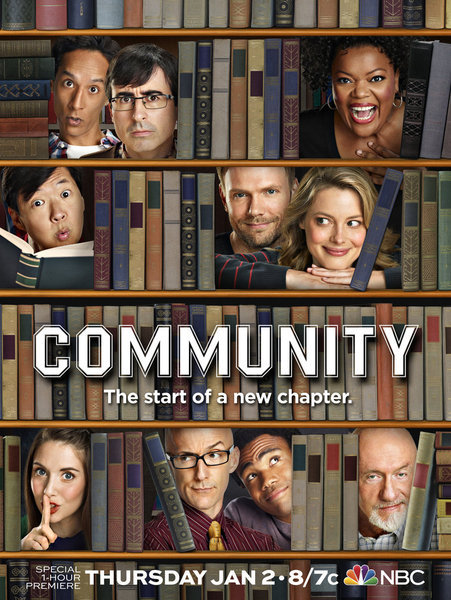 COMMUNITY
The start of a new chapter.
SPECIAL
1-HOUR
PREMIERE
THURSDAY JAN 2 • 8/7c NBC